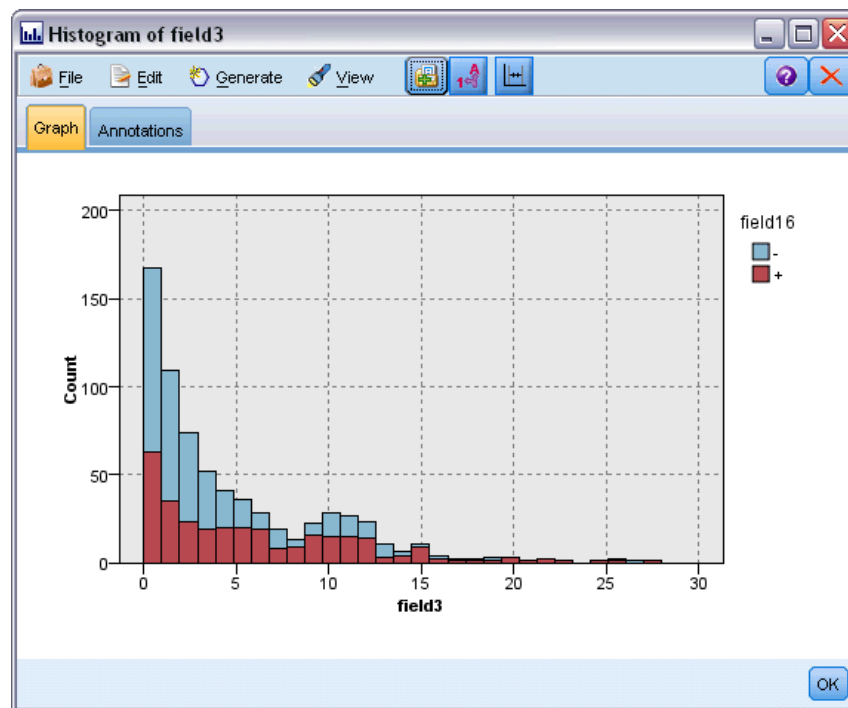 Histogram of field3
File Edit Generate View
Graph Annotations
200
150
100
50
0
Count
0 5 10 15 20 25 30
field3
field16
-
+
OK